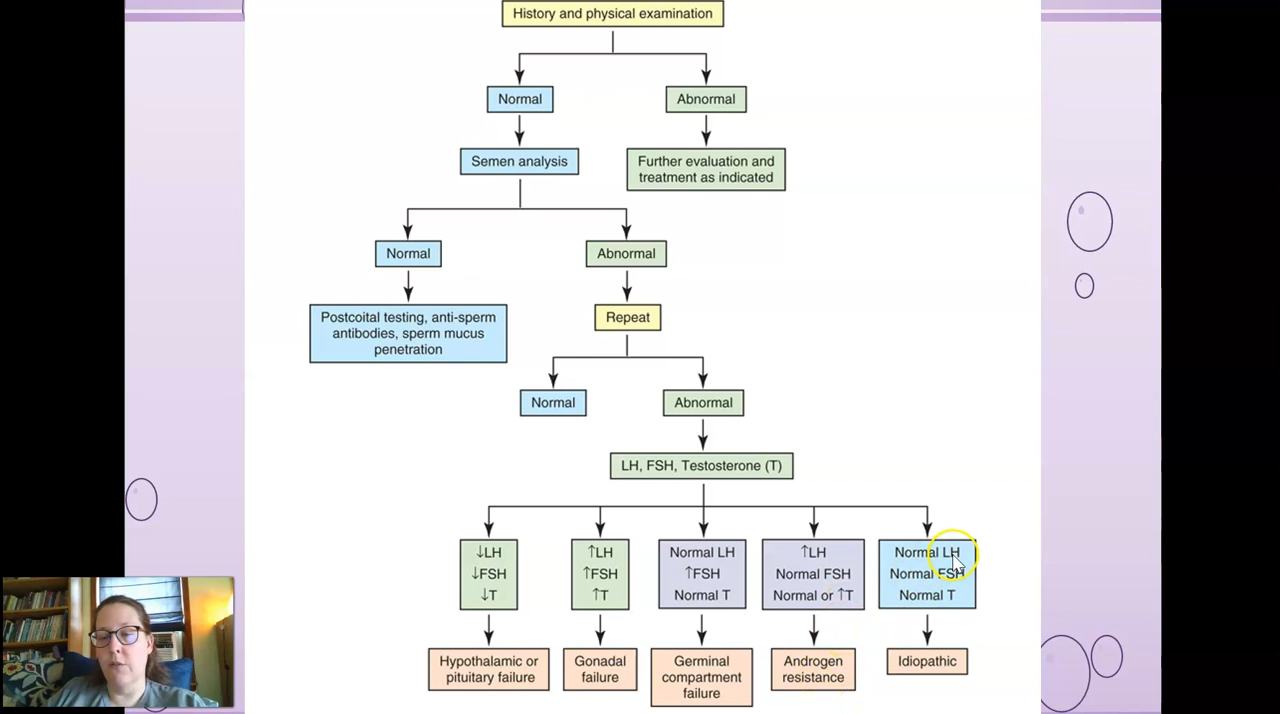 History and physical examination
Normal
Abnormal
Semen analysis
Further evaluation and
treatment as indicated
Normal
Abnormal
Postcoital testing, anti-sperm
antibodies, sperm mucus
penetration
Repeat
Normal
Abnormal
LH, FSH, Testosterone (T)
↓LH
↓FSH
↓T
↑LH
↑FSH
↑T
Normal LH
↑FSH
Normal T
↑LH
Normal FSH
Normal or ↑T
Normal LH
Normal FSH
Normal T
Hypothalamic or
pituitary failure
Gonadal
failure
Germinal
compartment
failure
Androgen
resistance
Idiopathic